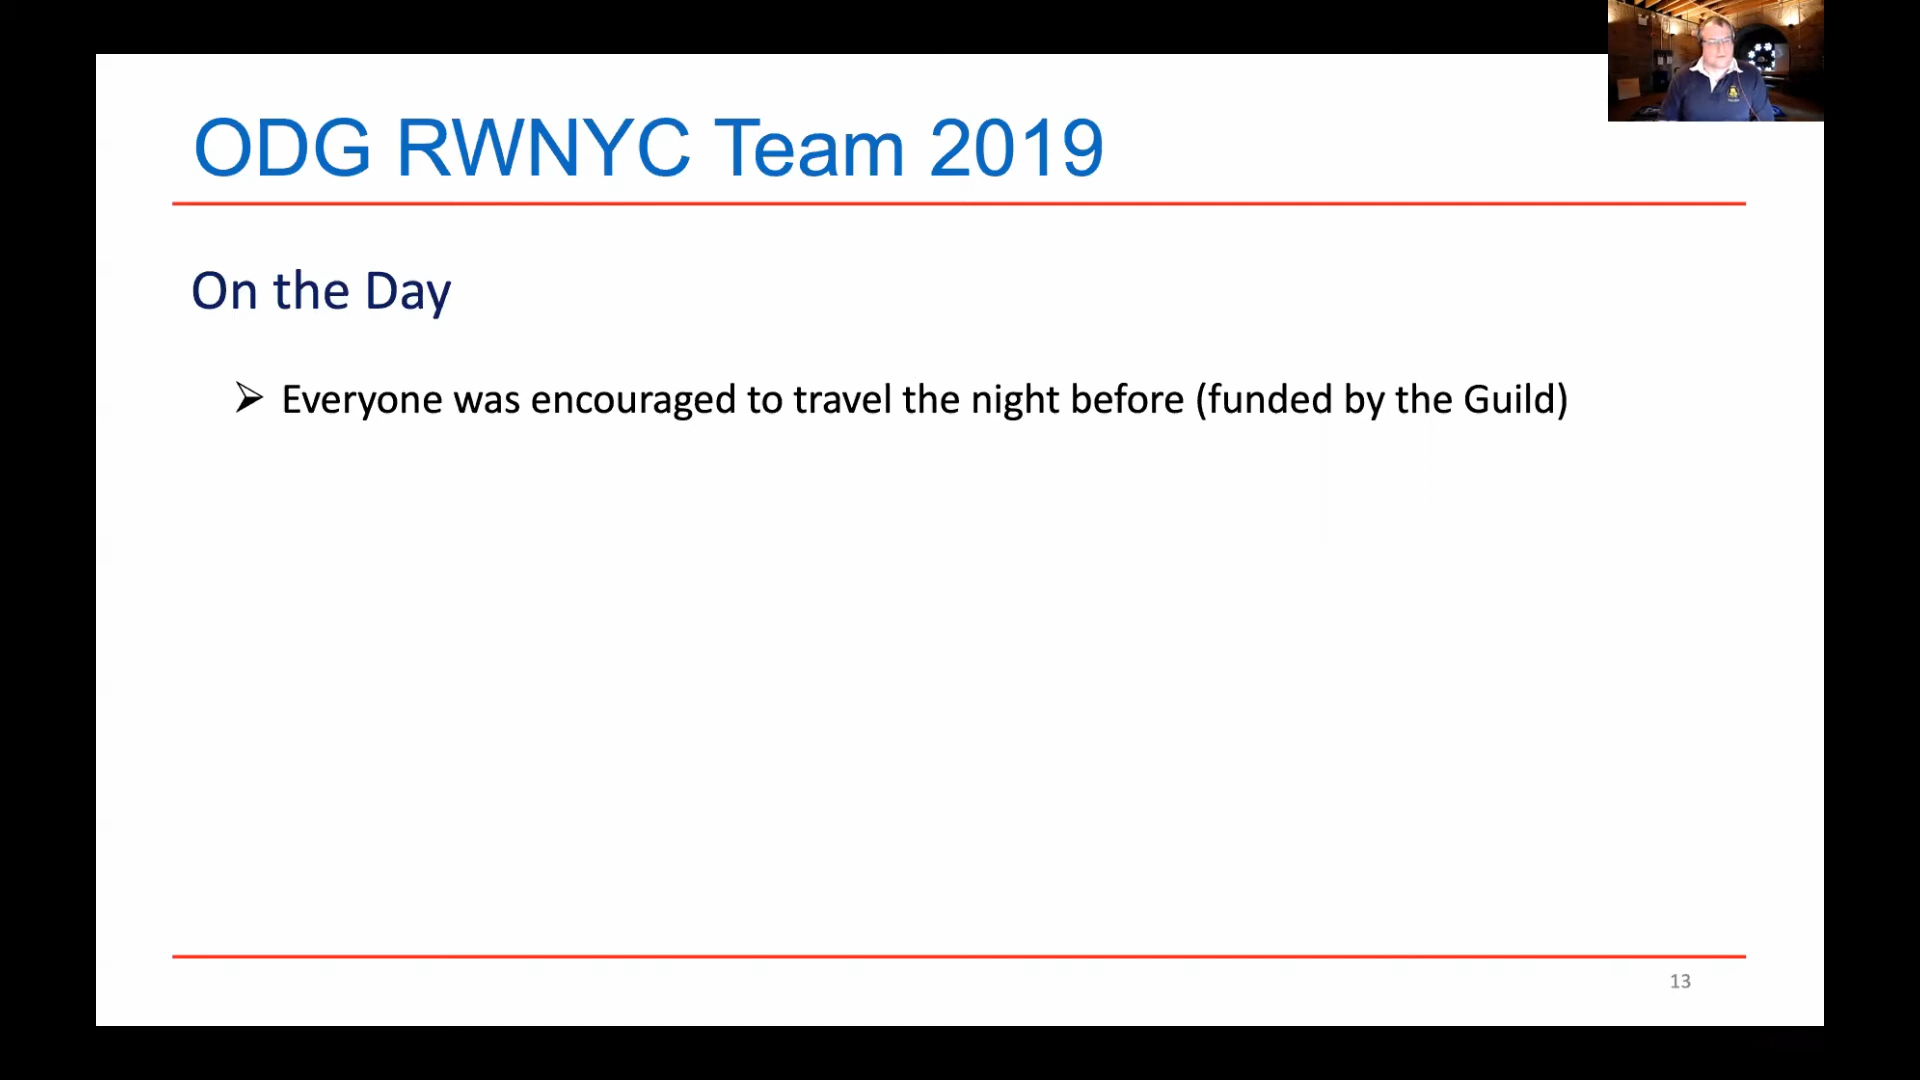 ODG RWNYC Team 2019
On the Day
➢ Everyone was encouraged to travel the night before (funded by the Guild)
13